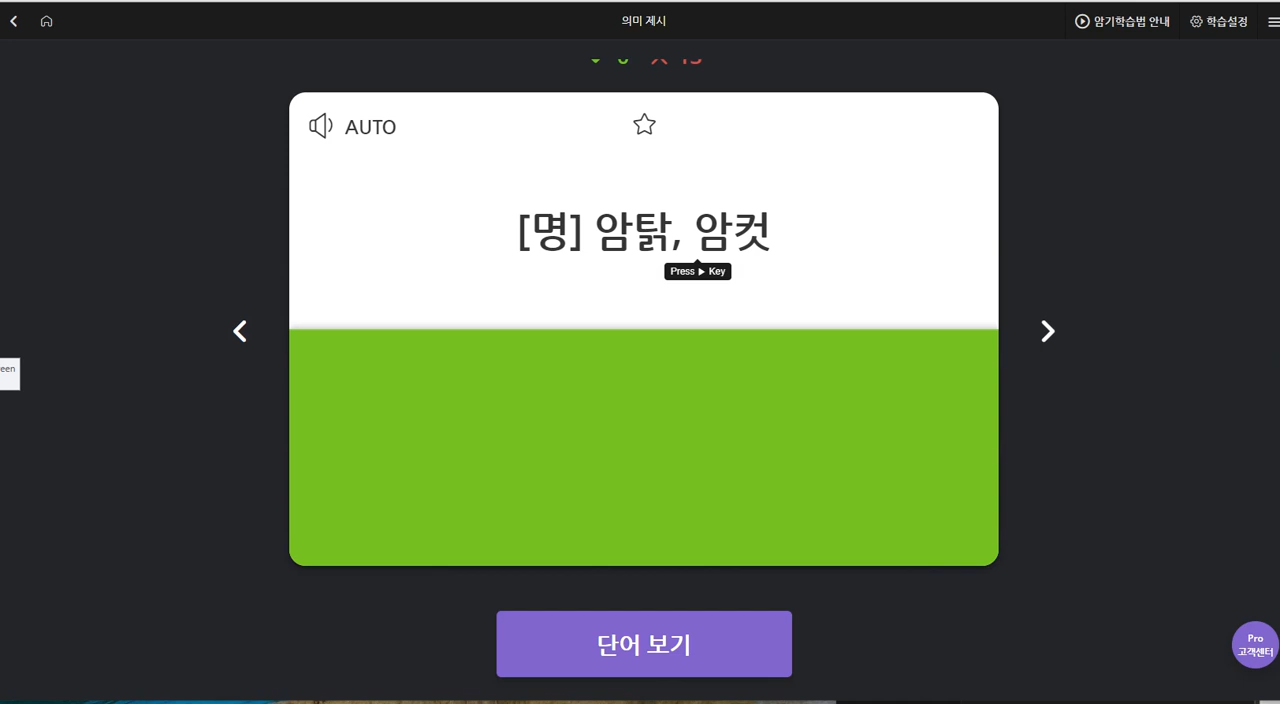 의미 제시
암기학습법 안내
학습설정
AUTO
[명] 암탉, 암컷
Press ▶ Key
een
단어 보기
Pro
고객센터